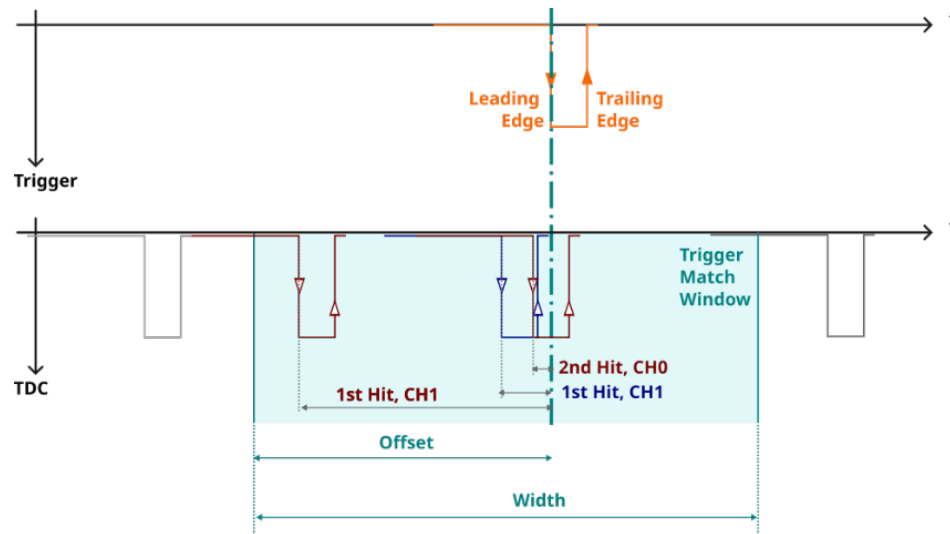 Leading
Edge
Trailing
Edge
Trigger
Trigger
Match
Window
TDC
2nd Hit, CH0
1st Hit, CH1
1st Hit, CH1
Offset
Width